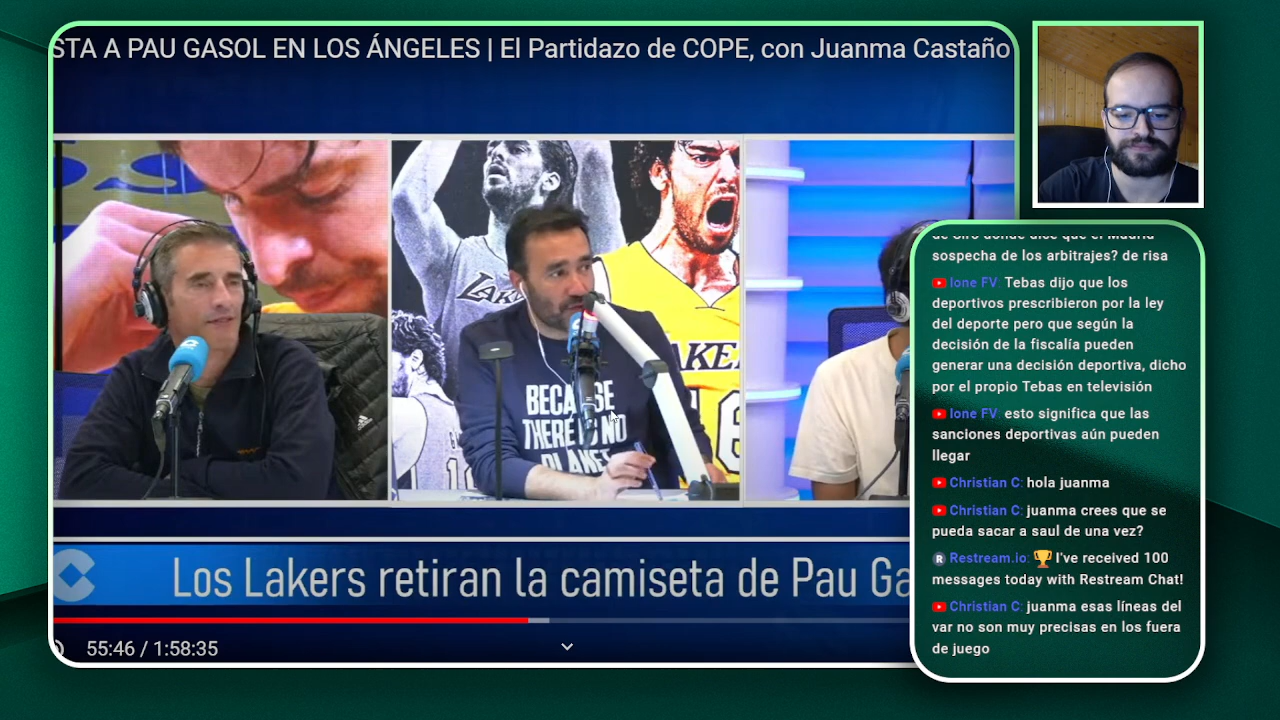 STA A PAU GASOL EN LOS ÁNGELES | El Partidazo de COPE, con Juanma Castaño
LAK
AKE
6
BECAUSE
THERE IS NO
PLANET
Los Lakers retiran la camiseta de Pau Ga
55:46 / 1:58:35
sospecha de los arbitrajes? de risa
Ione FV: Tebas dijo que los
deportivos prescribieron por la ley
del deporte pero que según la
decisión de la fiscalía pueden
generar una decisión deportiva, dicho
por el propio Tebas en televisión
Ione FV: esto significa que las
sanciones deportivas aún pueden
llegar
Christian C: hola juanma
Christian C: juanma crees que se
pueda sacar a saul de una vez?
Restream.io: 🏆 I've received 100
messages today with Restream Chat!
Christian C: juanma esas líneas del
var no son muy precisas en los fuera
de juego